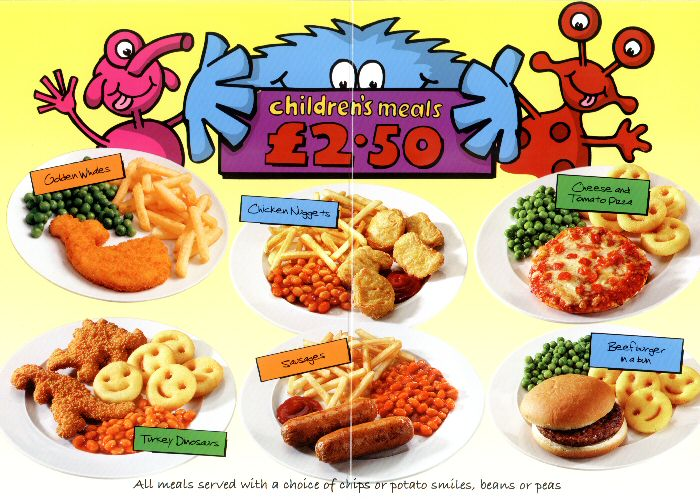 children's meals
£2·50
Golden Whales
Chicken Nuggets
Cheese and
Tomato Pizza
Turkey Dinosaurs
Sausages
Beefburger
in a bun
All meals served with a choice of chips or potato smiles, beans or peas